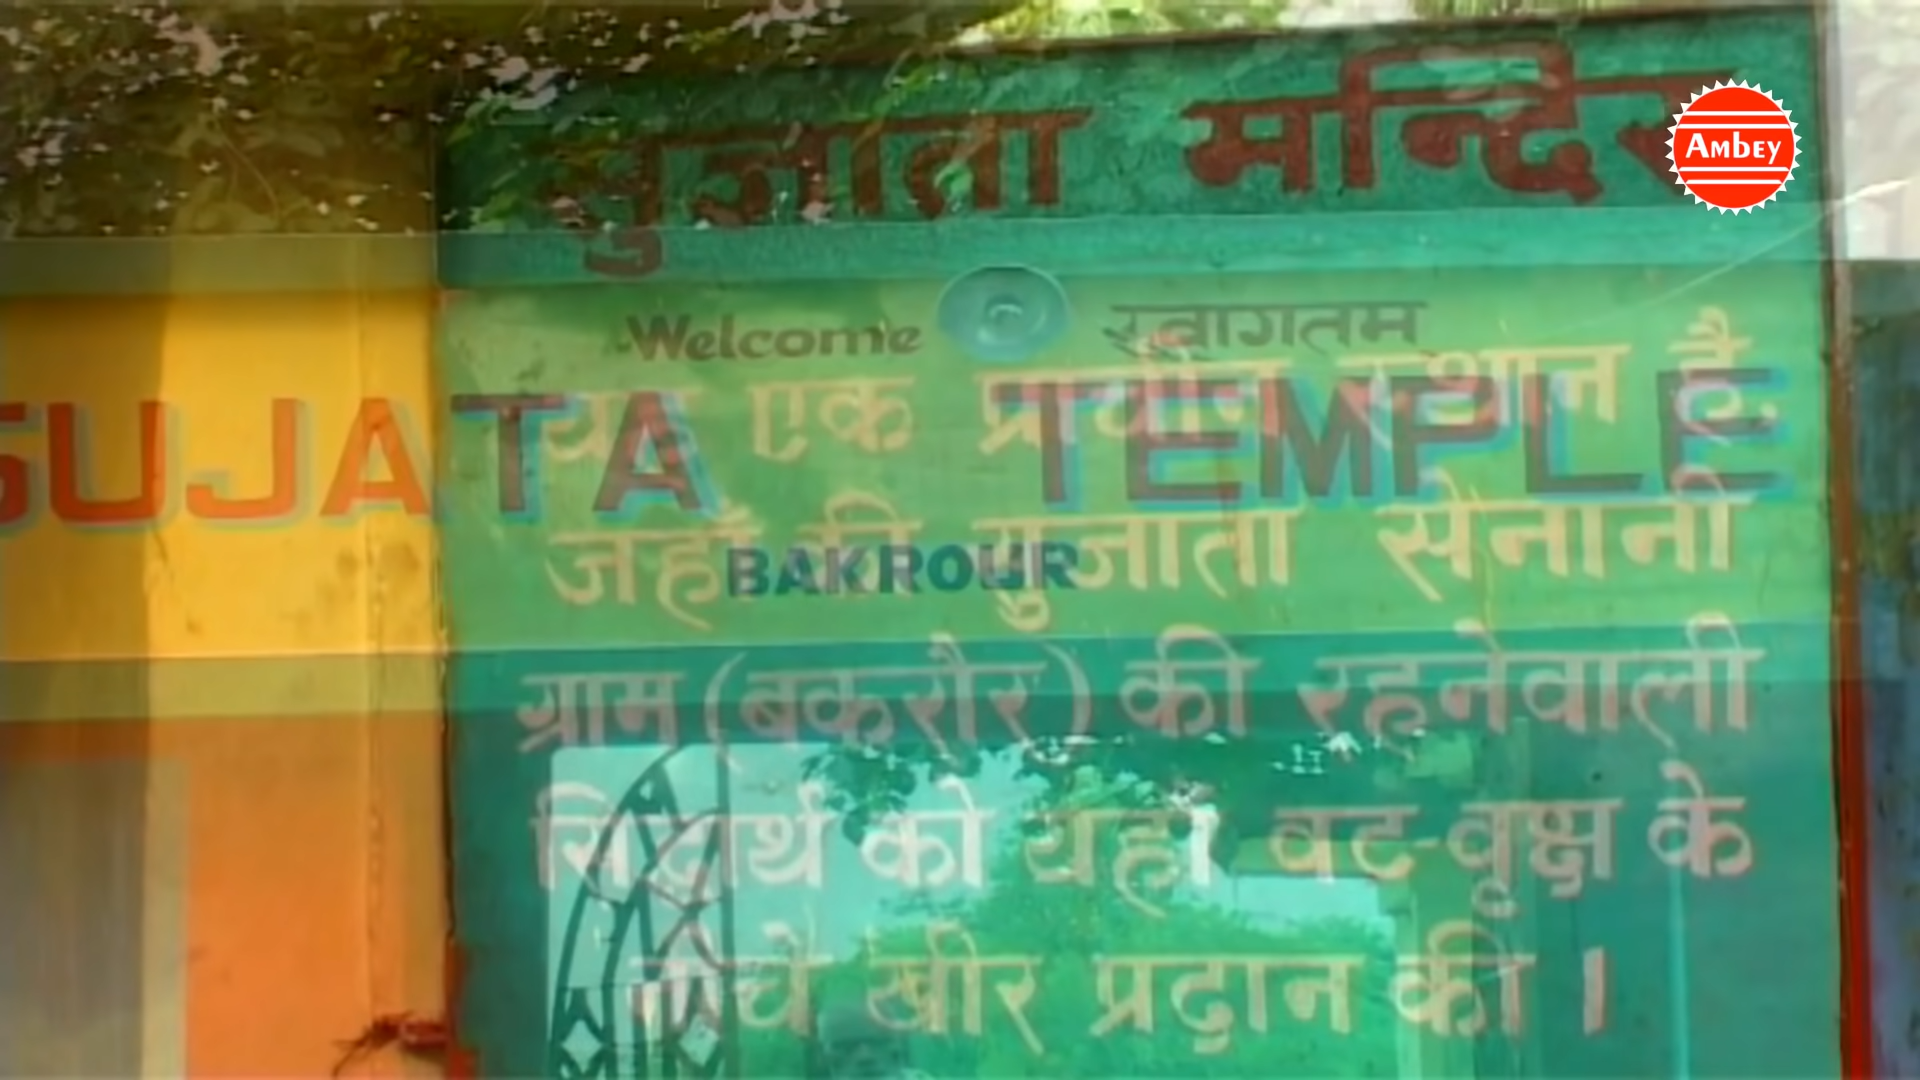 सुजाता मन्दिर
AMBEY
Welcome स्वागतम
SUJATA TEMPLE
BAKROUR
यह एक प्राचीन स्थान है.
जहाँ की सुजाता सेनानी
ग्राम (बकरौर) की रहनेवाली
सिद्धार्थ को यहाँ वट-वृक्ष के
नीचे खीर प्रदान की ।